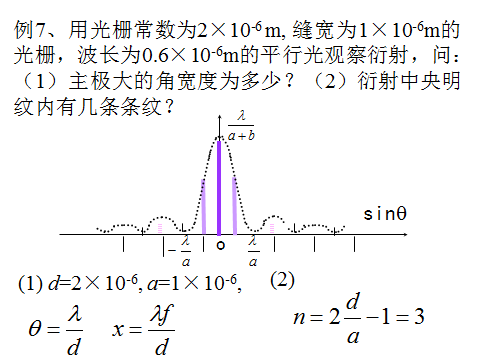 例7、用光栅常数为2×10⁻⁶m, 缝宽为1×10⁻⁶m的
光栅，波长为0.6×10⁻⁶m的平行光观察衍射，问：
（1）主极大的角宽度为多少？（2）衍射中央明
纹内有几条条纹？
λ/(a+b)
sinθ
-λ/a o λ/a
(1) d=2×10⁻⁶, a=1×10⁻⁶, (2)
θ=λ/d x=λf/d n=2d/a-1=3